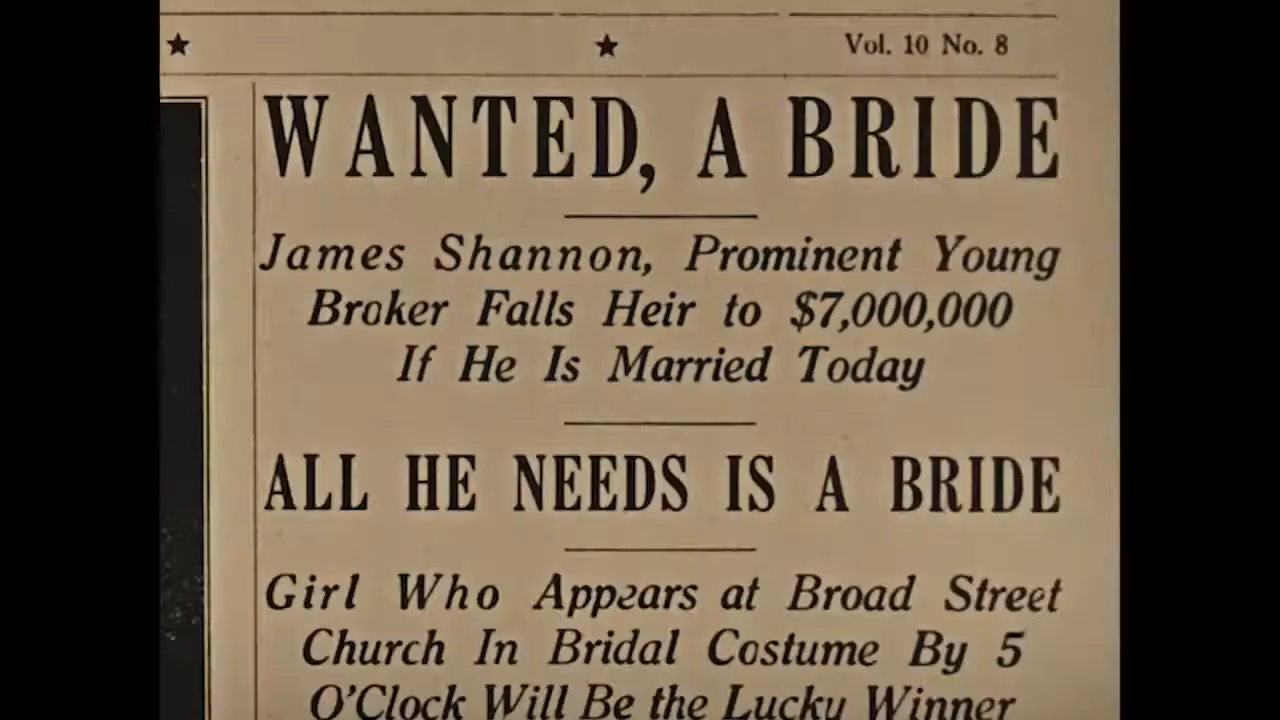 Vol. 10 No. 8
WANTED, A BRIDE
James Shannon, Prominent Young
Broker Falls Heir to $7,000,000
If He Is Married Today
ALL HE NEEDS IS A BRIDE
Girl Who Appears at Broad Street
Church In Bridal Costume By 5
O'Clock Will Be the Lucky Winner